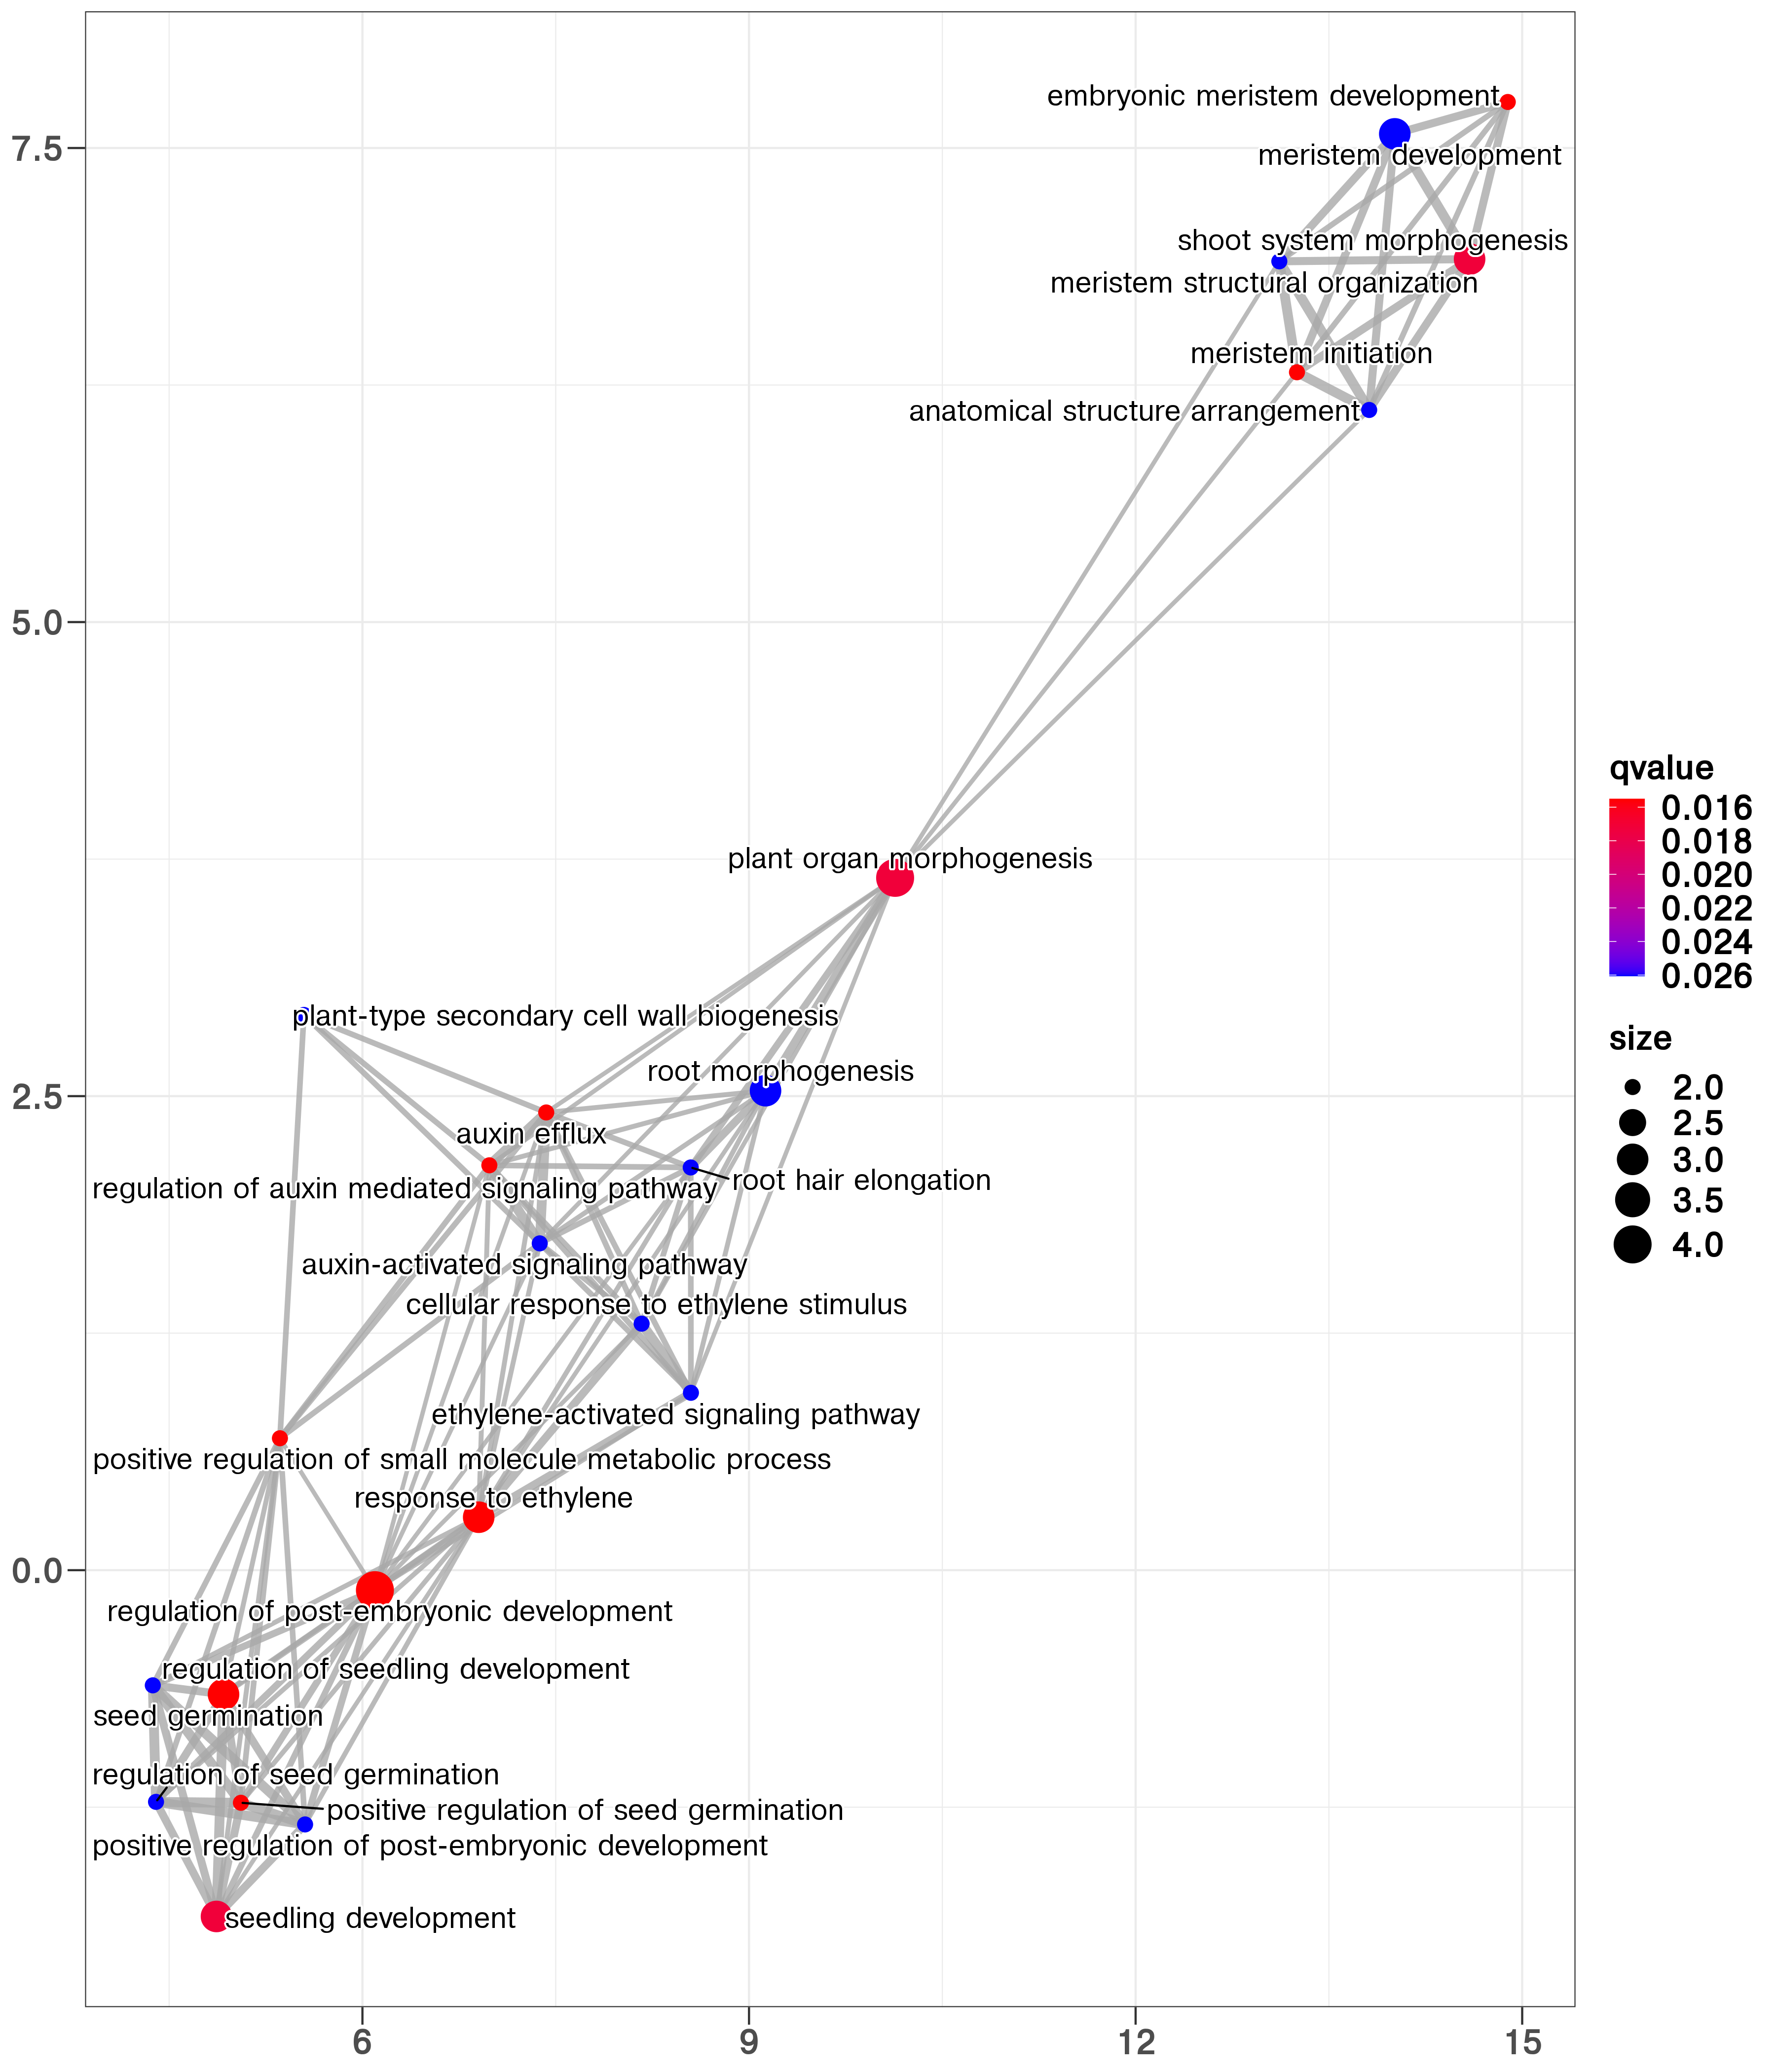 embryonic meristem development
7.5
meristem development
shoot system morphogenesis
meristem structural organization
meristem initiation
anatomical structure arrangement
5.0
plant organ morphogenesis
plant-type secondary cell wall biogenesis
root morphogenesis
2.5
auxin efflux
root hair elongation
regulation of auxin mediated signaling pathway
auxin-activated signaling pathway
cellular response to ethylene stimulus
ethylene-activated signaling pathway
positive regulation of small molecule metabolic process
response to ethylene
0.0
regulation of post-embryonic development
regulation of seedling development
seed germination
regulation of seed germination
positive regulation of seed germination
positive regulation of post-embryonic development
seedling development
6
9
12
15
qvalue
0.016
0.018
0.020
0.022
0.024
0.026
size
2.0
2.5
3.0
3.5
4.0